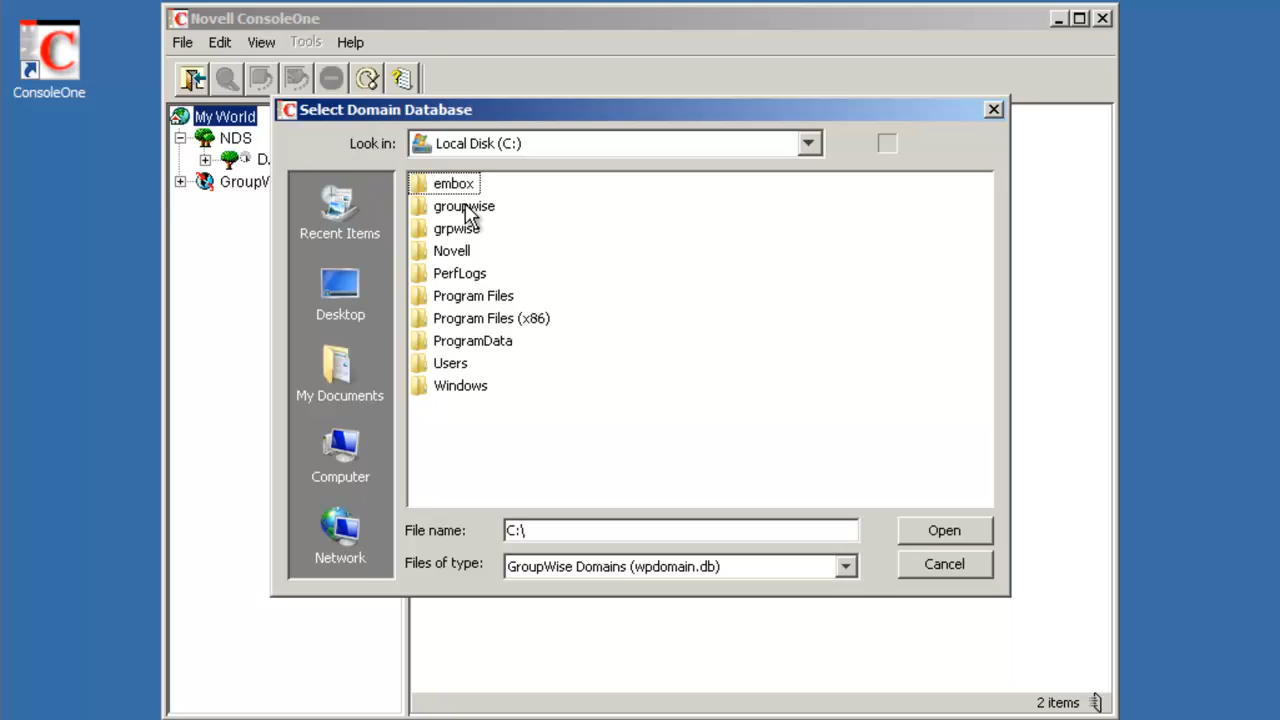 ConsoleOne
Novell ConsoleOne
File Edit View Tools Help
My World
NDS
D.
GroupW
Select Domain Database
Look in: Local Disk (C:)
Recent Items
Desktop
My Documents
Computer
Network
embox
groupwise
grpwise
Novell
PerfLogs
Program Files
Program Files (x86)
ProgramData
Users
Windows
File name: C:\ Open
Files of type: GroupWise Domains (wpdomain.db) Cancel
2 items